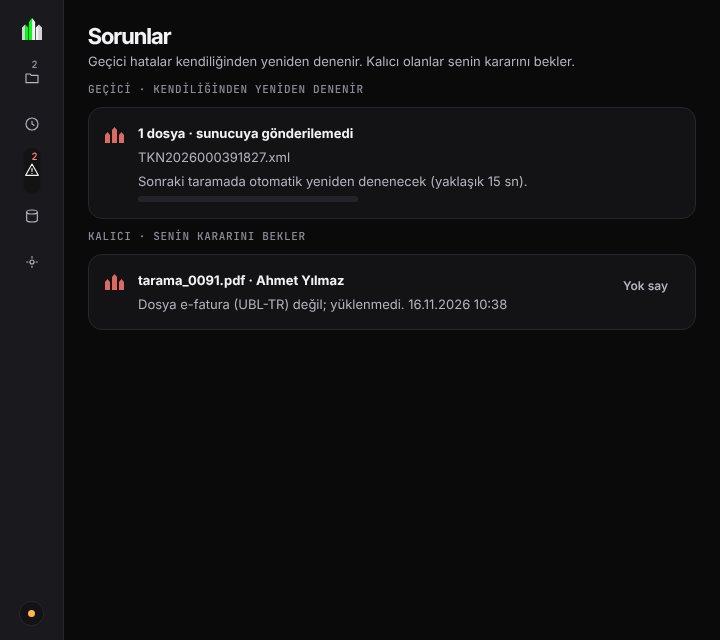 Sorunlar
Geçici hatalar kendiliğinden yeniden denenir. Kalıcı olanlar senin kararını bekler.
2
GEÇİCİ · KENDİLİĞİNDEN YENİDEN DENENİR
1 dosya · sunucuya gönderilemedi
TKN2026000391827.xml
2
Sonraki taramada otomatik yeniden denenecek (yaklaşık 15 sn).
KALICI · SENİN KARARINI BEKLER
tarama_0091.pdf · Ahmet Yılmaz
Yok say
Dosya e-fatura (UBL-TR) değil; yüklenmedi. 16.11.2026 10:38